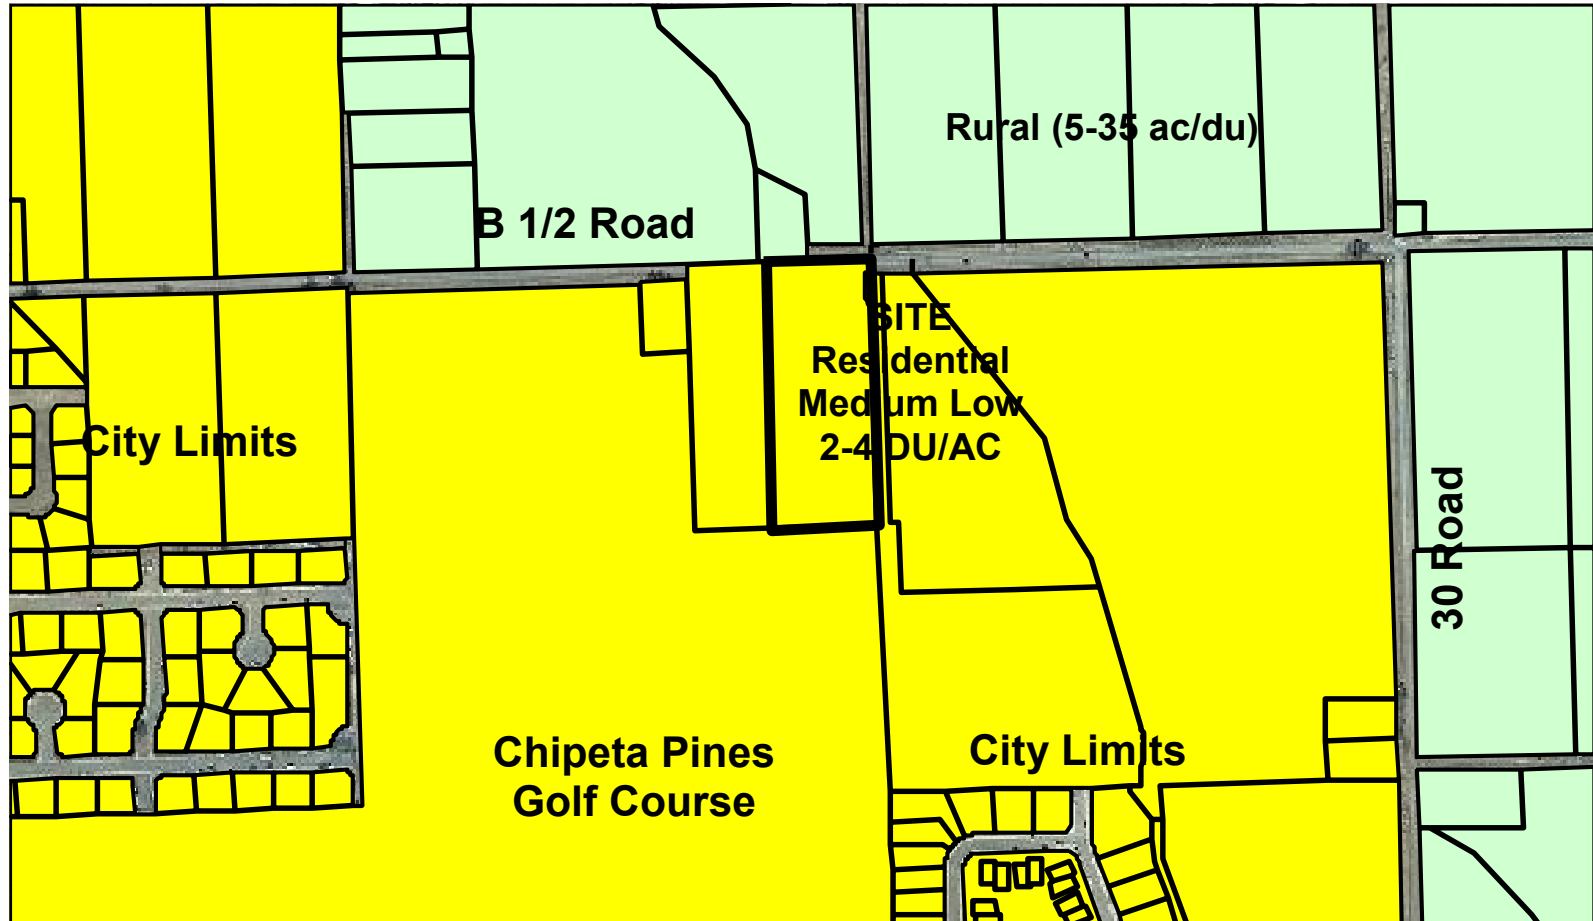 Rural (5-35 ac/du)
B 1/2 Road
SITE
Residential
Medium Low
2-4 DU/AC
City Limits
30 Road
Chipeta Pines
Golf Course
City Limits